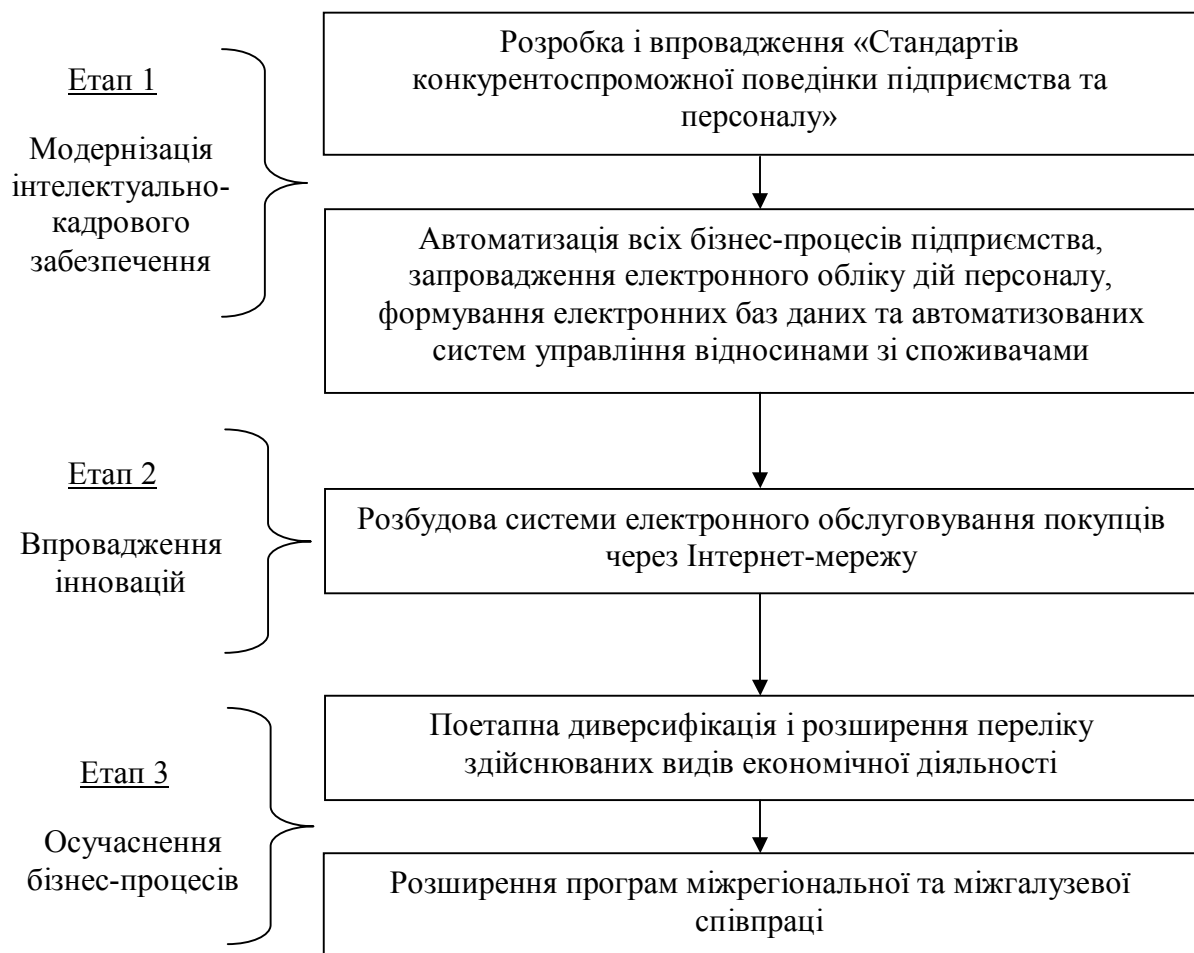 Етап 1
Модернізація
інтелектуально-
кадрового
забезпечення
Розробка і впровадження «Стандартів
конкурентоспроможної поведінки підприємства та
персоналу»
Автоматизація всіх бізнес-процесів підприємства,
запровадження електронного обліку дій персоналу,
формування електронних баз даних та автоматизованих
систем управління відносинами зі споживачами
Етап 2
Впровадження
інновацій
Розбудова системи електронного обслуговування покупців
через Інтернет-мережу
Етап 3
Осучаснення
бізнес-процесів
Поетапна диверсифікація і розширення переліку
здійснюваних видів економічної діяльності
Розширення програм міжрегіональної та міжгалузевої
співпраці